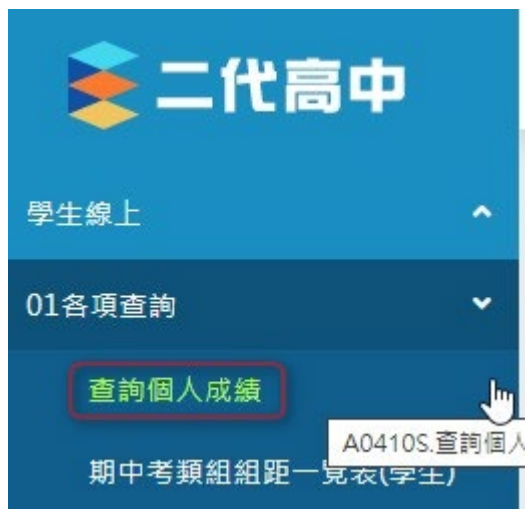 二代高中
學生線上
01各項查詢
查詢個人成績
A0410S.查詢個人
期中考類組組距一覽表(學生)